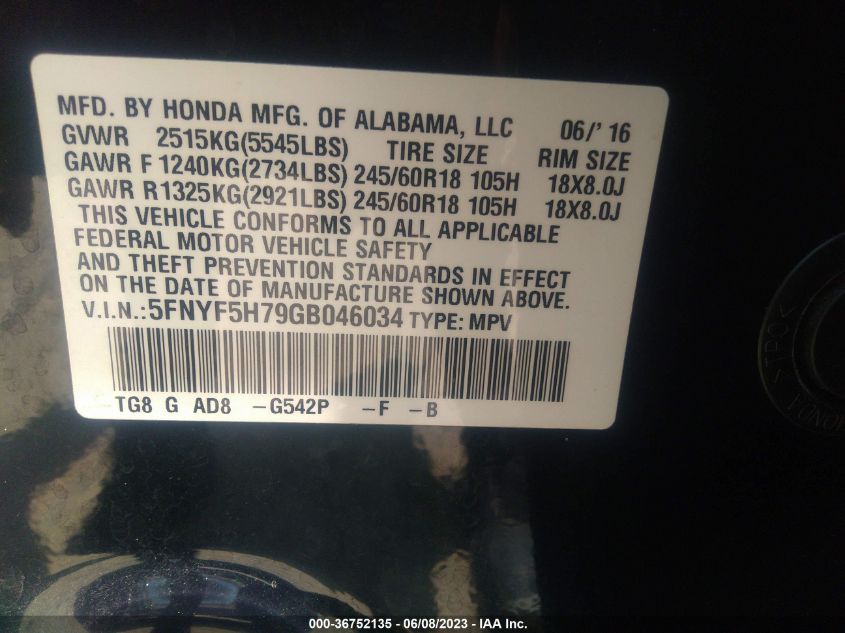 MFD. BY HONDA MFG. OF ALABAMA, LLC 06/' 16
GVWR 2515KG(5545LBS) TIRE SIZE RIM SIZE
GAWR F 1240KG(2734LBS) 245/60R18 105H 18X8.0J
GAWR R1325KG(2921LBS) 245/60R18 105H 18X8.0J
THIS VEHICLE CONFORMS TO ALL APPLICABLE
FEDERAL MOTOR VEHICLE SAFETY
AND THEFT PREVENTION STANDARDS IN EFFECT
ON THE DATE OF MANUFACTURE SHOWN ABOVE.
V.I.N.:5FNYF5H79GB046034 TYPE: MPV
TG8 G AD8 -G542P -F -B
000-36752135 - 06/08/2023 - IAA Inc.